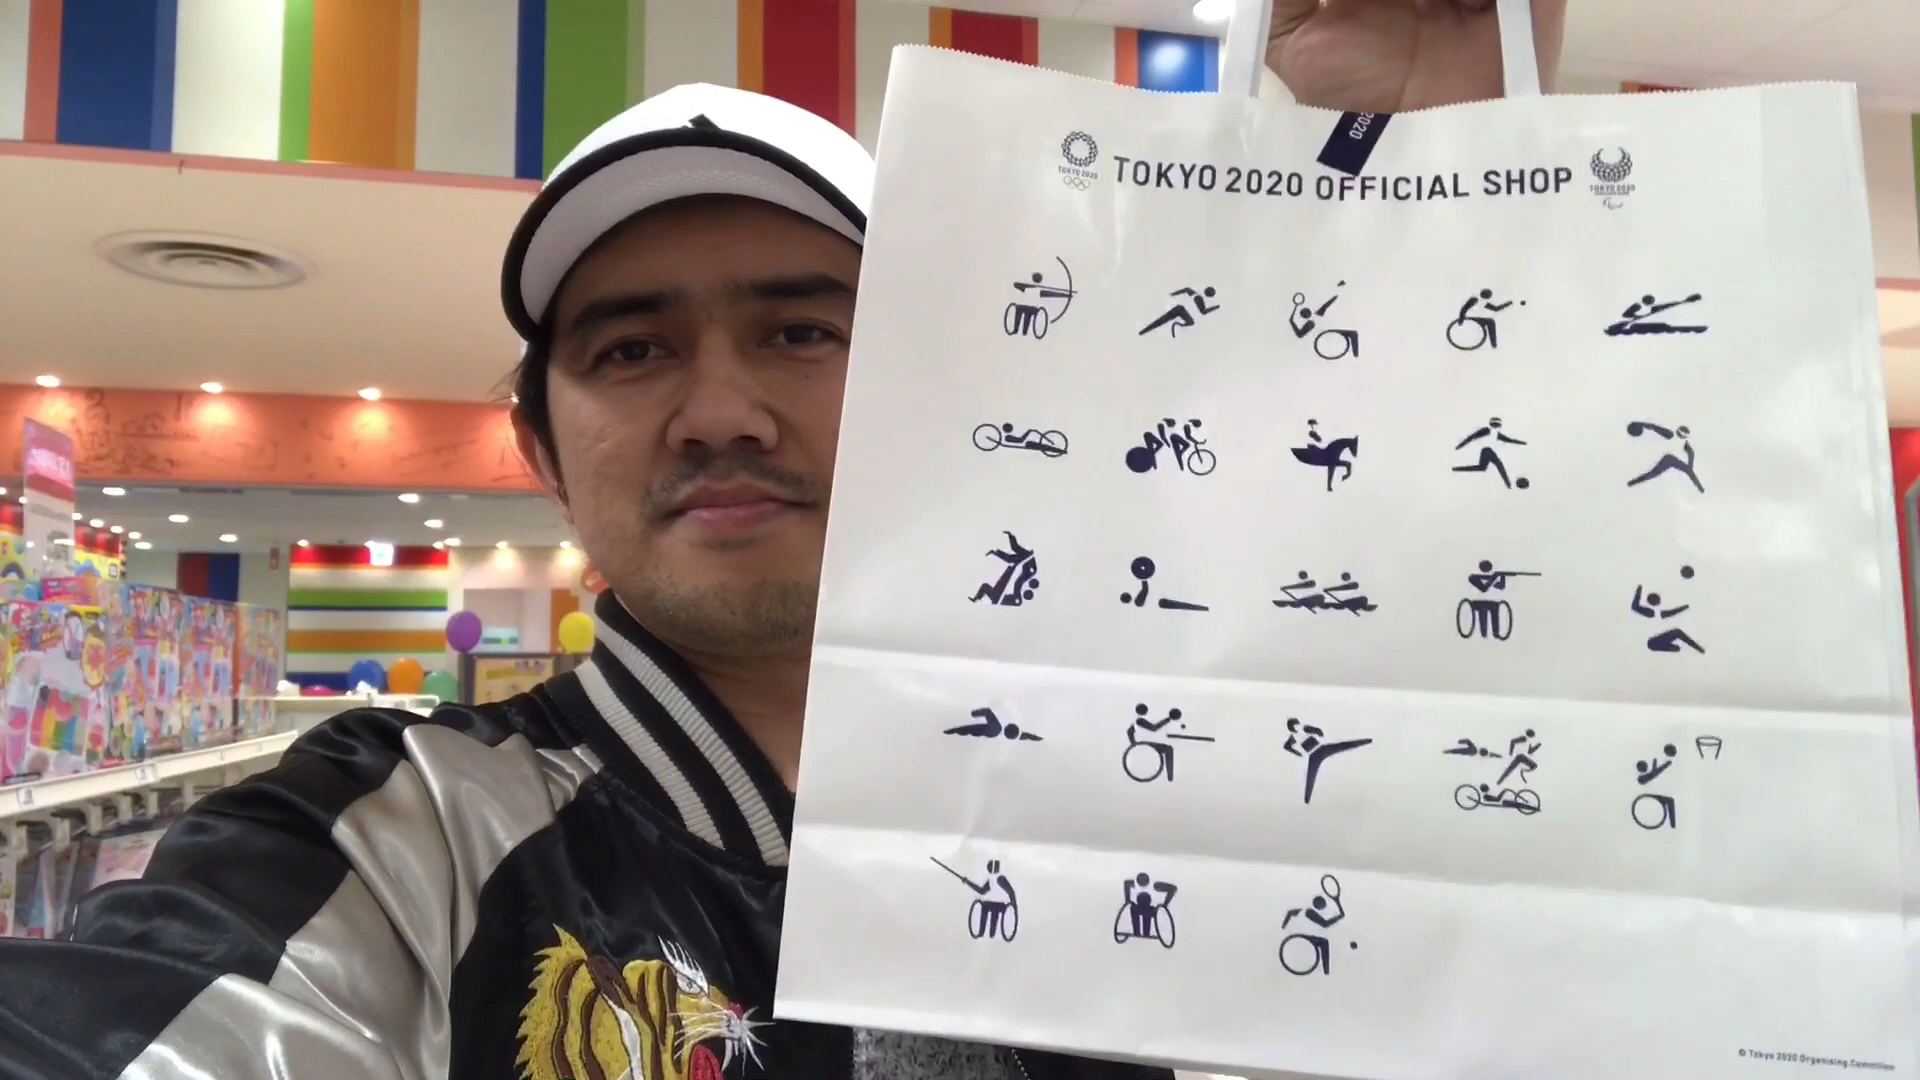 2020
TOKYO 2020
TOKYO 2020 OFFICIAL SHOP
TOKYO 2020
© Tokyo 2020 Organising Committee